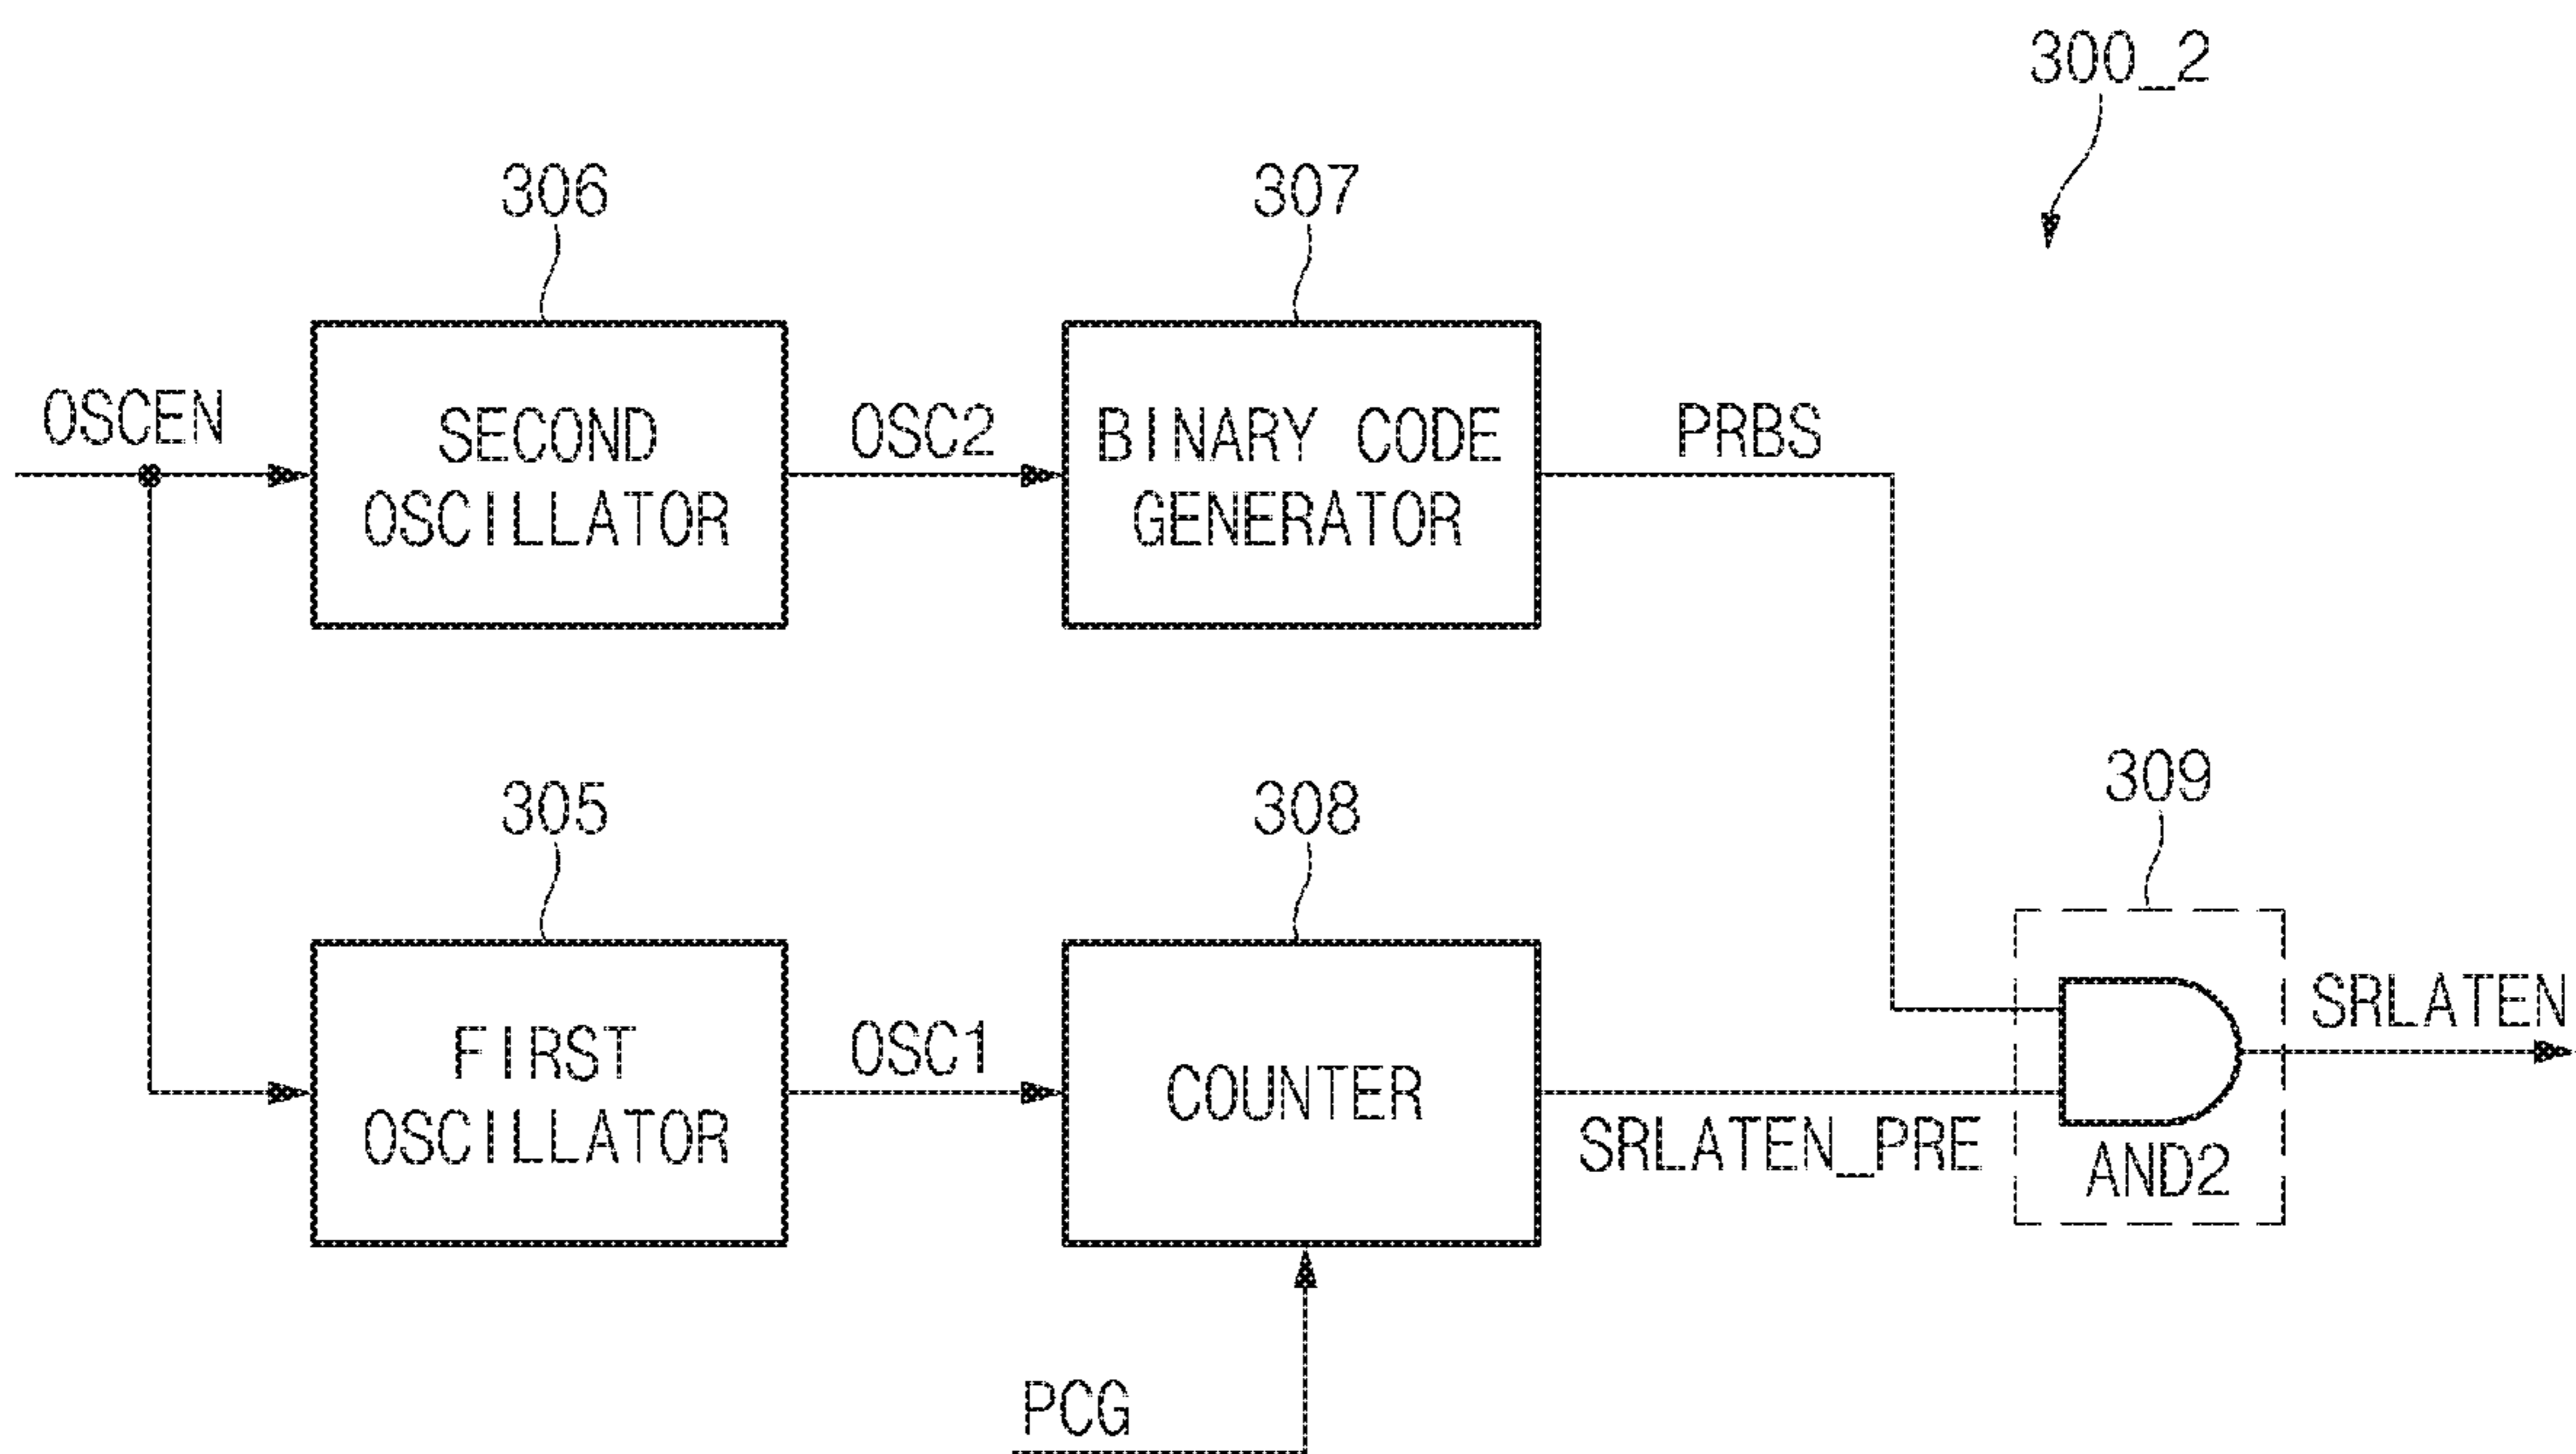 300_2
306
307
OSCEN
SECOND
OSCILLATOR
OSC2
BINARY CODE
GENERATOR
PRBS
305
308
309
FIRST
OSCILLATOR
OSC1
COUNTER
SRLATEN_PRE
AND2
SRLATEN
PCG